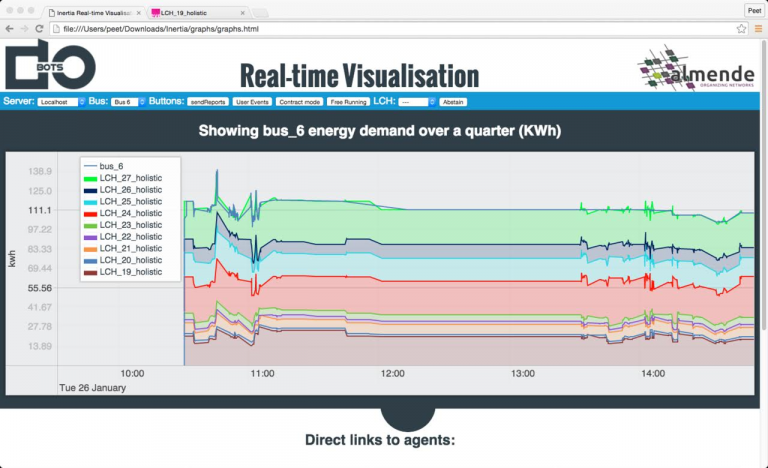 Peet
Inertia Real-time Visualisa
LCH_19_holistic
file:///Users/peet/Downloads/Inertia/graphs/graphs.html
DO
BOTS
Real-time Visualisation
almende
ORGANIZING NETWORKS
Server: Localhost Bus: Bus 6 Buttons: sendReports User Events Contract mode Free Running LCH: --- Abstain
Showing bus_6 energy demand over a quarter (KWh)
138.9
125.0
111.1
97.22
83.33
69.44
55.56
41.67
27.78
13.89
kwh
bus_6
LCH_27_holistic
LCH_26_holistic
LCH_25_holistic
LCH_24_holistic
LCH_23_holistic
LCH_22_holistic
LCH_21_holistic
LCH_20_holistic
LCH_19_holistic
10:00 11:00 12:00 13:00 14:00
Tue 26 January
Direct links to agents: